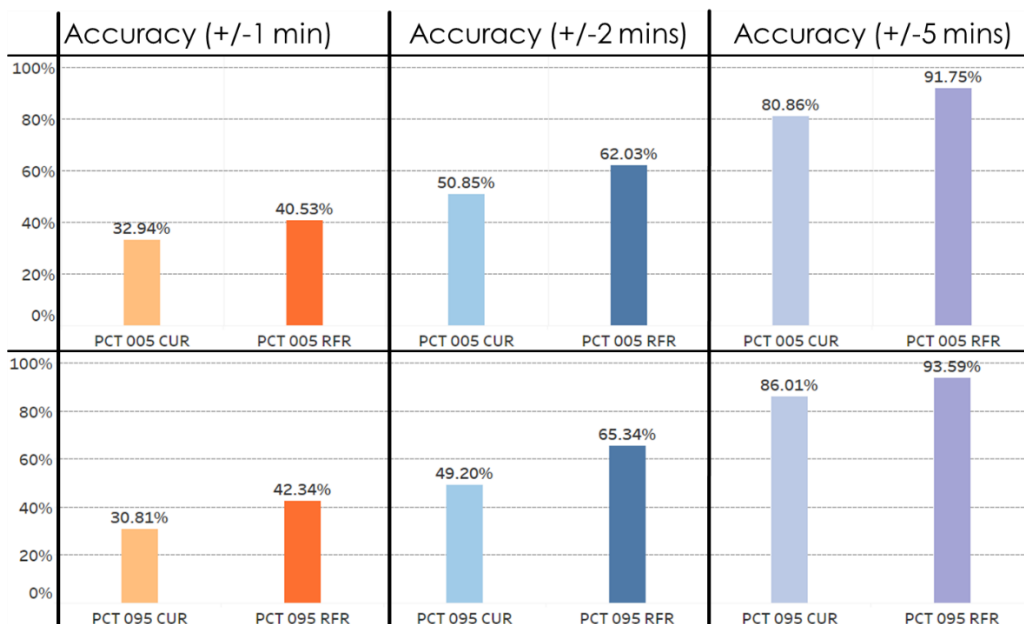 Accuracy (+/-1 min)
Accuracy (+/-2 mins)
Accuracy (+/-5 mins)
100%
80%
60%
40%
20%
0%
32.94%
40.53%
50.85%
62.03%
80.86%
91.75%
PCT 005 CUR
PCT 005 RFR
PCT 005 CUR
PCT 005 RFR
PCT 005 CUR
PCT 005 RFR
100%
80%
60%
40%
20%
0%
30.81%
42.34%
49.20%
65.34%
86.01%
93.59%
PCT 095 CUR
PCT 095 RFR
PCT 095 CUR
PCT 095 RFR
PCT 095 CUR
PCT 095 RFR